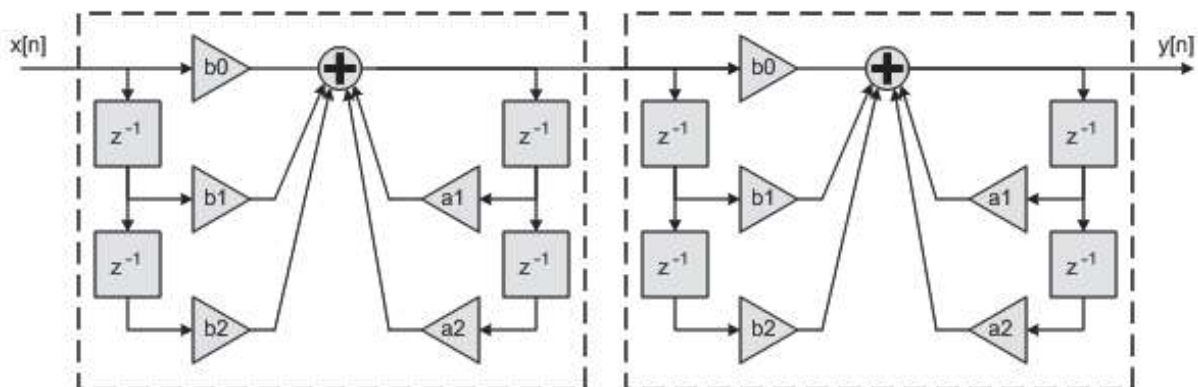 x[n] b0 b0 y[n]
z⁻¹ z⁻¹ z⁻¹ z⁻¹
b1 a1 b1 a1
z⁻¹ z⁻¹ z⁻¹ z⁻¹
b2 a2 b2 a2